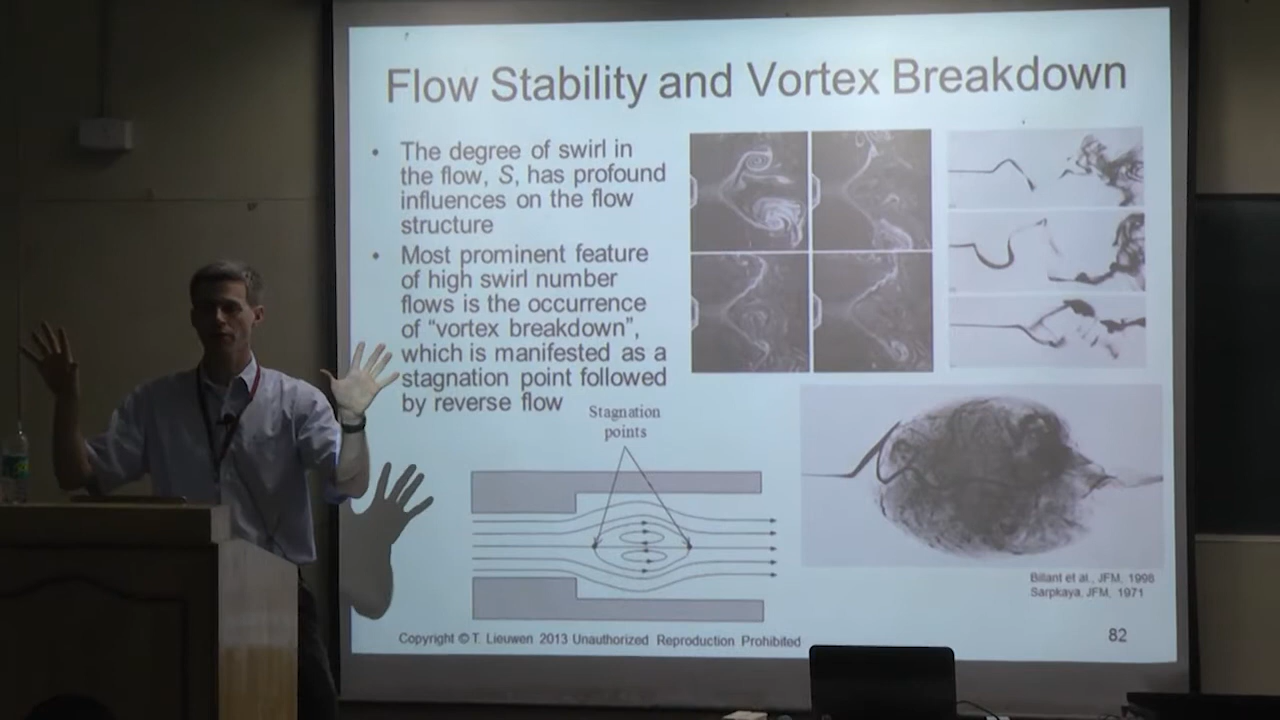 Flow Stability and Vortex Breakdown
• The degree of swirl in
the flow, S, has profound
influences on the flow
structure
• Most prominent feature
of high swirl number
flows is the occurrence
of “vortex breakdown”,
which is manifested as a
stagnation point followed
by reverse flow
Stagnation
points
Billant et al., JFM, 1998
Sarpkaya, JFM, 1971
Copyright © T. Lieuwen 2013 Unauthorized Reproduction Prohibited
82